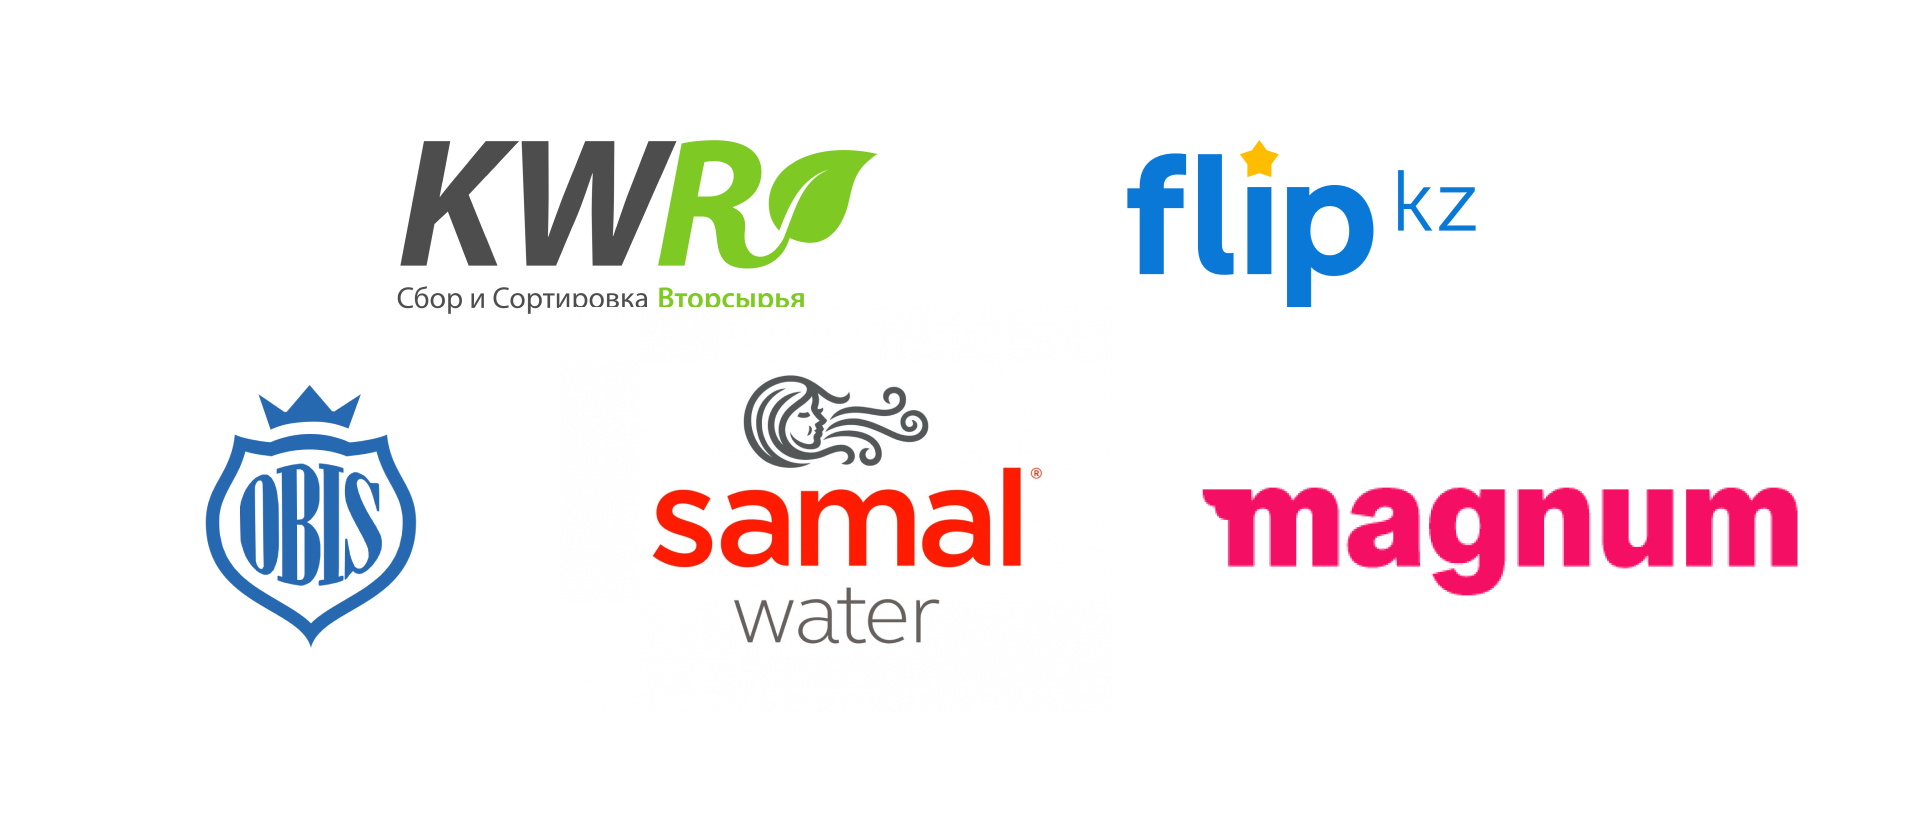 KWR
Сбор и Сортировка Вторсырья
flip kz
OBIS
samal ®
water
magnum